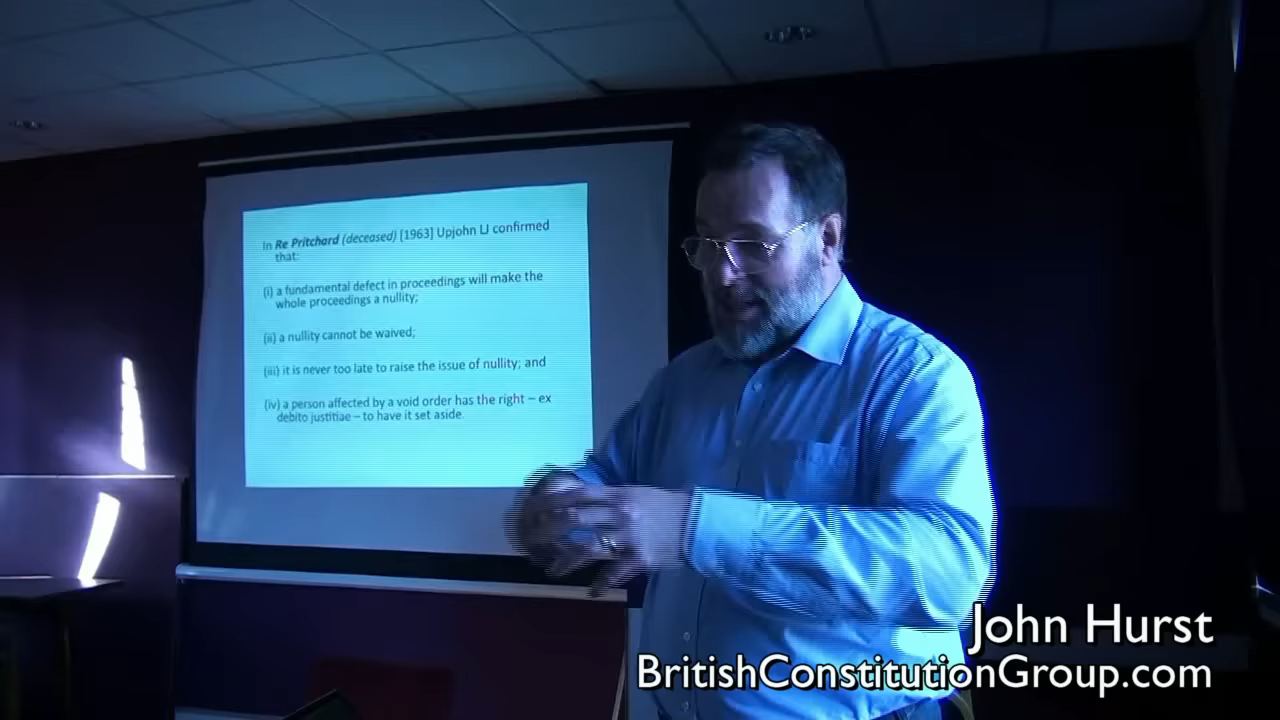 In Re Pritchard (deceased) [1963] Upjohn LJ confirmed
that:
(i) a fundamental defect in proceedings will make the
whole proceedings a nullity;
(ii) a nullity cannot be waived;
(iii) it is never too late to raise the issue of nullity; and
(iv) a person affected by a void order has the right – ex
debito justitiae – to have it set aside.
John Hurst
BritishConstitutionGroup.com